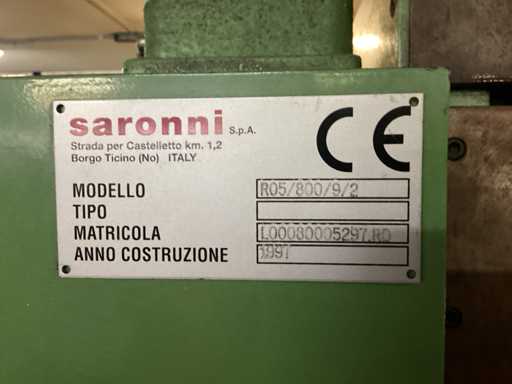 saronni S.p.A.
Strada per Castelletto km. 1,2
Borgo Ticino (No) ITALY
CE
MODELLO R05/800/9/2
TIPO
MATRICOLA L00080005297.RO
ANNO COSTRUZIONE 1997